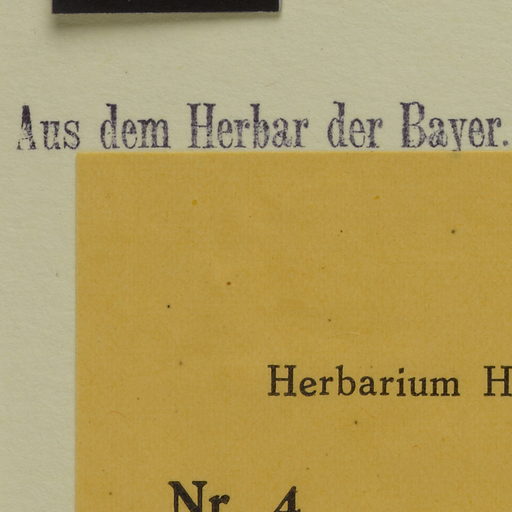 Aus dem Herbar der Bayer.
Herbarium H
Nr. 4